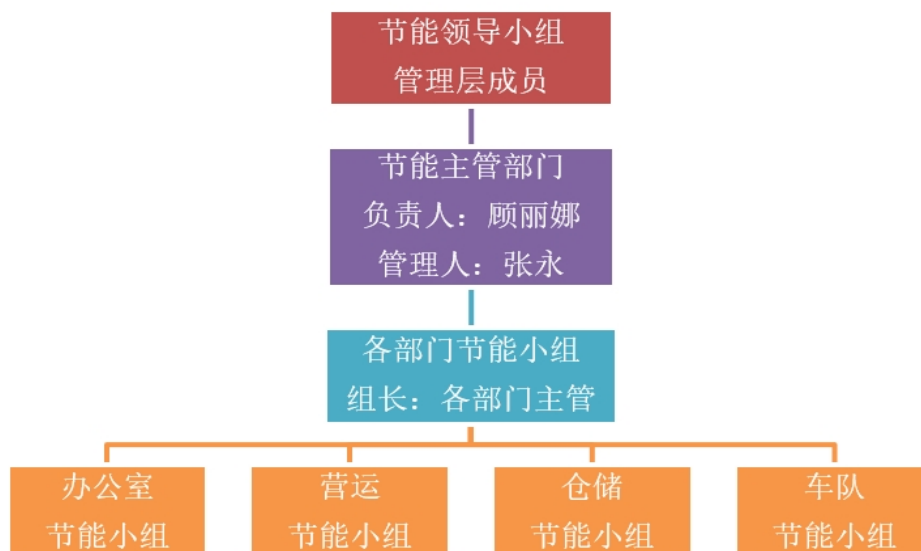 节能领导小组
管理层成员
节能主管部门
负责人：顾丽娜
管理人：张永
各部门节能小组
组长：各部门主管
办公室
节能小组
营运
节能小组
仓储
节能小组
车队
节能小组